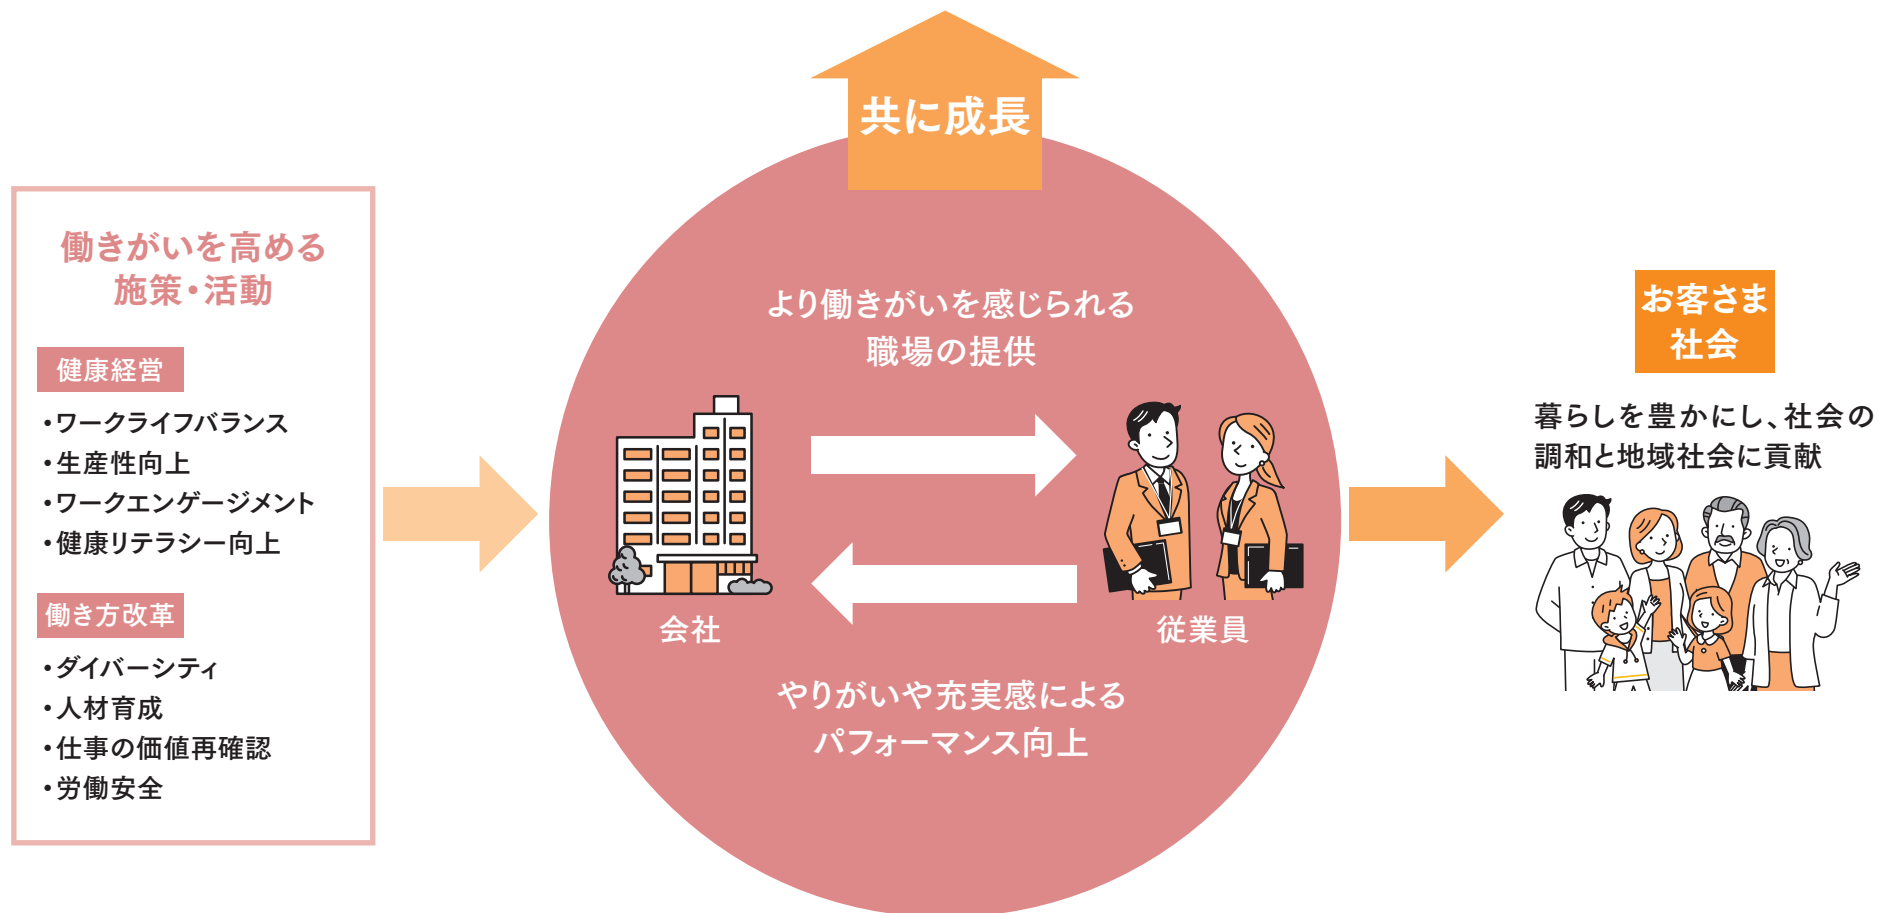 共に成長
働きがいを高める
施策・活動
健康経営
・ワークライフバランス
・生産性向上
・ワークエンゲージメント
・健康リテラシー向上
働き方改革
・ダイバーシティ
・人材育成
・仕事の価値再確認
・労働安全
より働きがいを感じられる
職場の提供
会社
従業員
やりがいや充実感による
パフォーマンス向上
お客さま
社会
暮らしを豊かにし、社会の
調和と地域社会に貢献